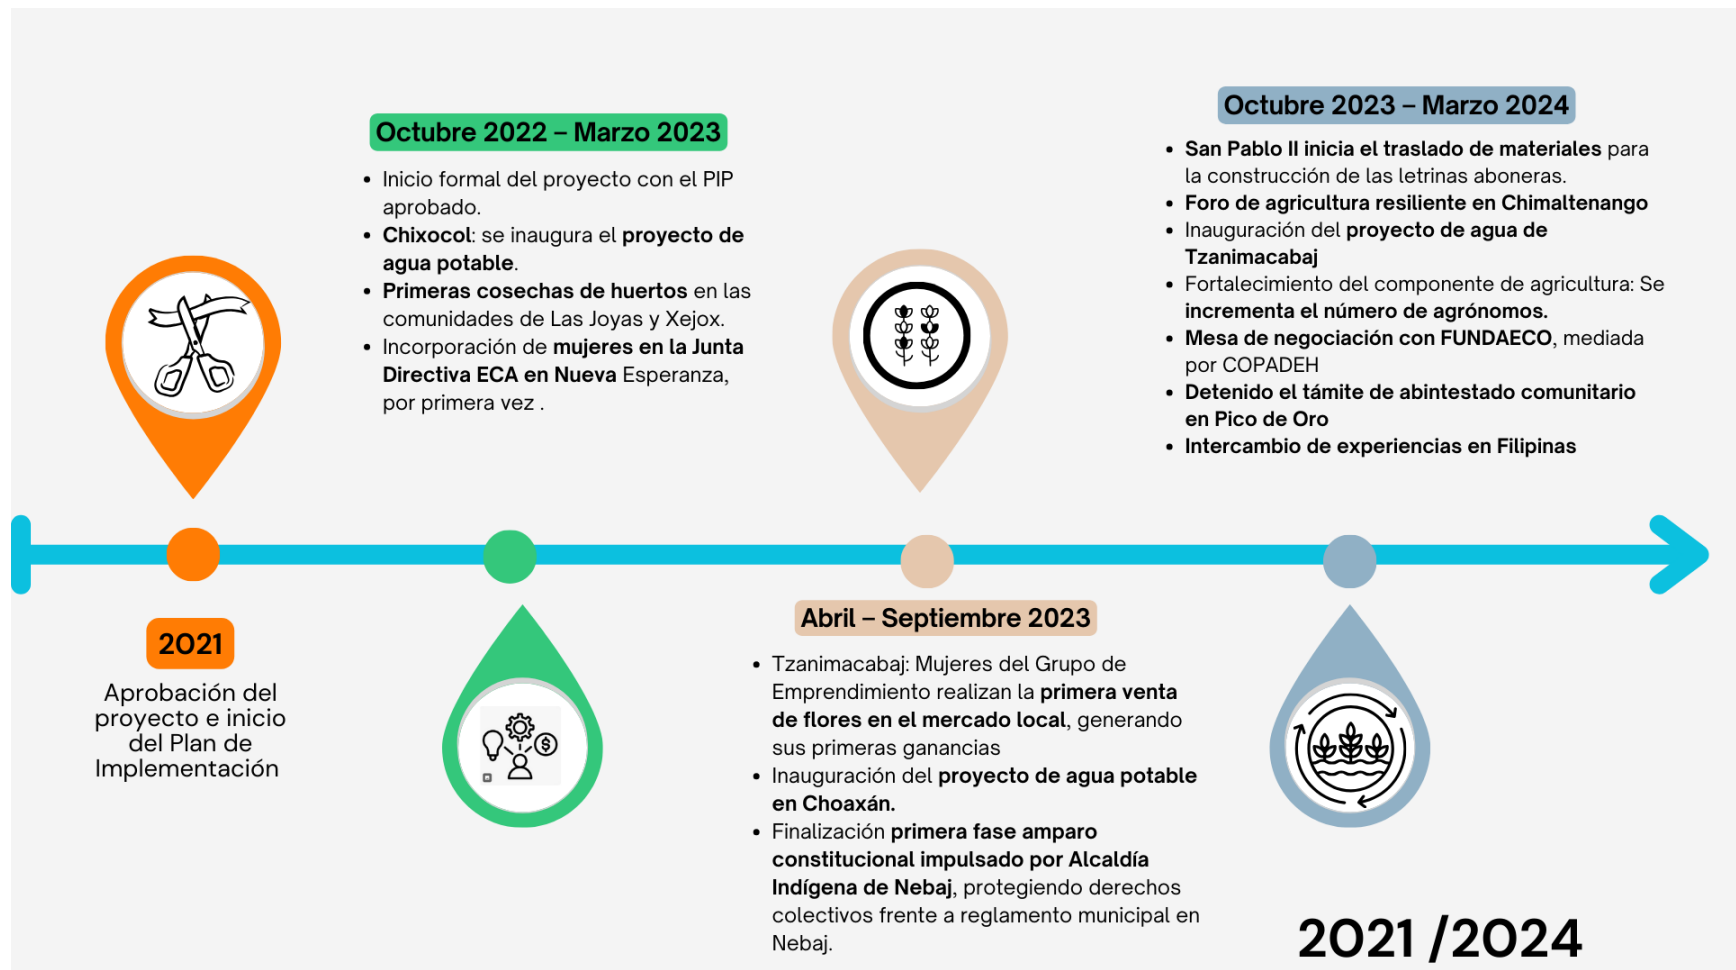 2021
Aprobación del
proyecto e inicio
del Plan de
Implementación
Octubre 2022 – Marzo 2023
• Inicio formal del proyecto con el PIP
aprobado.
• Chixocol: se inaugura el proyecto de
agua potable.
• Primeras cosechas de huertos en las
comunidades de Las Joyas y Xejox.
• Incorporación de mujeres en la Junta
Directiva ECA en Nueva Esperanza,
por primera vez .
Abril – Septiembre 2023
• Tzanimacabaj: Mujeres del Grupo de
Emprendimiento realizan la primera venta
de flores en el mercado local, generando
sus primeras ganancias
• Inauguración del proyecto de agua potable
en Choaxán.
• Finalización primera fase amparo
constitucional impulsado por Alcaldía
Indígena de Nebaj, protegiendo derechos
colectivos frente a reglamento municipal en
Nebaj.
Octubre 2023 – Marzo 2024
• San Pablo II inicia el traslado de materiales para
la construcción de las letrinas aboneras.
• Foro de agricultura resiliente en Chimaltenango
• Inauguración del proyecto de agua de
Tzanimacabaj
• Fortalecimiento del componente de agricultura: Se
incrementa el número de agrónomos.
• Mesa de negociación con FUNDAECO, mediada
por COPADEH
• Detenido el támite de abintestado comunitario
en Pico de Oro
• Intercambio de experiencias en Filipinas
2021 /2024